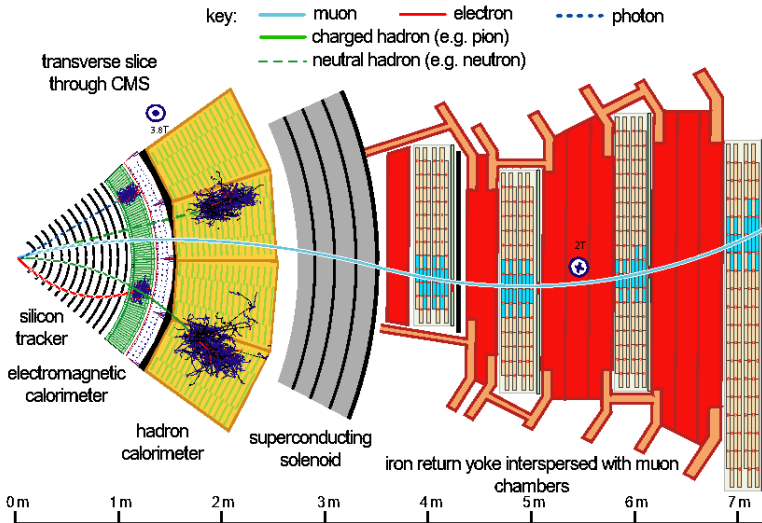 key: muon electron photon
charged hadron (e.g. pion)
neutral hadron (e.g. neutron)
transverse slice
through CMS
3.8T
2T
silicon
tracker
electromagnetic
calorimeter
hadron
calorimeter
superconducting
solenoid
iron return yoke interspersed with muon
chambers
0 m 1 m 2 m 3 m 4 m 5 m 6 m 7 m